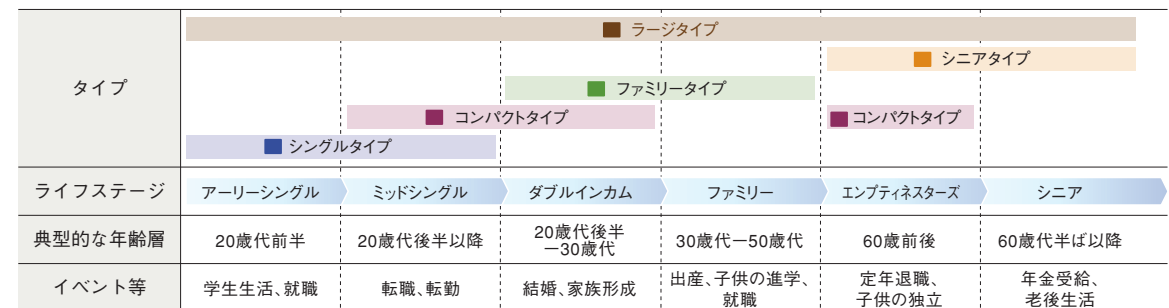 タイプ
ラージタイプ
シニアタイプ
ファミリータイプ
コンパクトタイプ
コンパクトタイプ
シングルタイプ
ライフステージ
アーリーシングル
ミッドシングル
ダブルインカム
ファミリー
エンプティネスターズ
シニア
典型的な年齢層
20歳代前半
20歳代後半以降
20歳代後半
ー30歳代
30歳代ー50歳代
60歳前後
60歳代半ば以降
イベント等
学生生活、就職
転職、転勤
結婚、家族形成
出産、子供の進学、
就職
定年退職、
子供の独立
年金受給、
老後生活